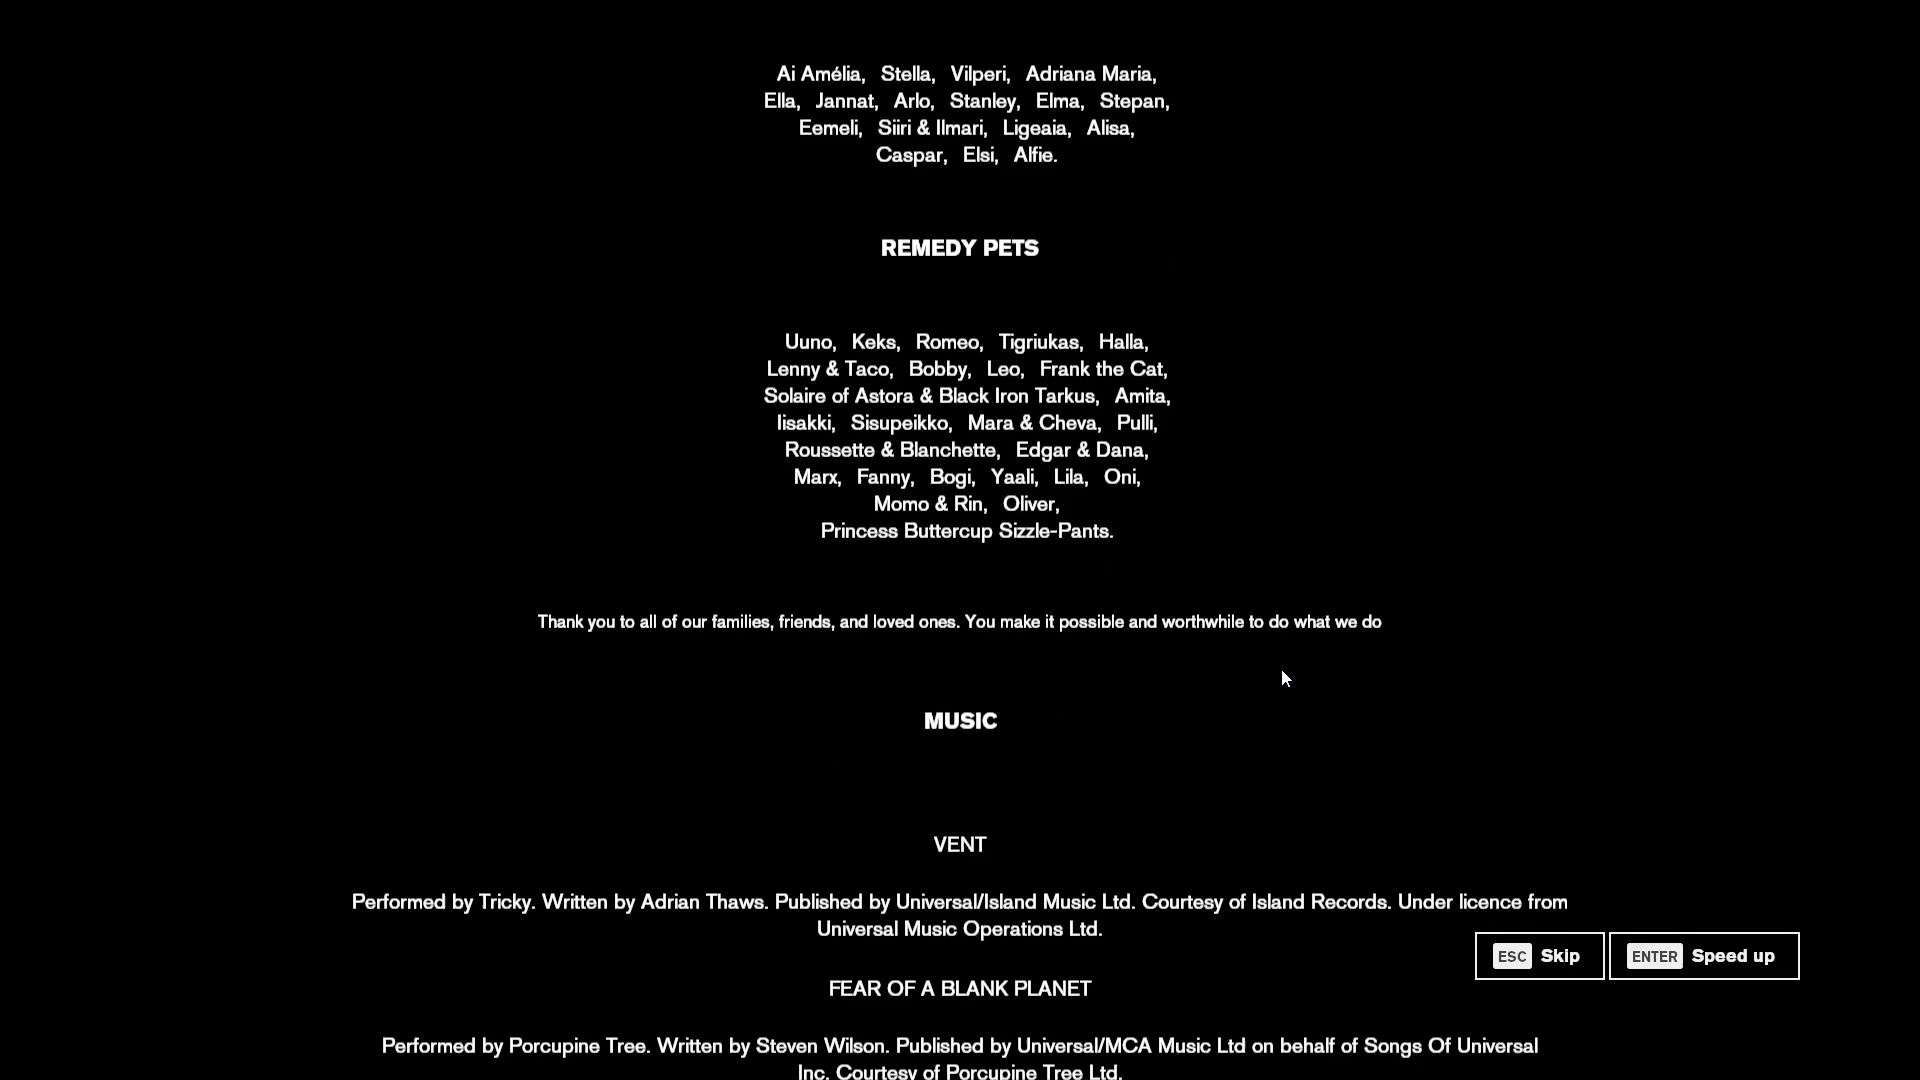 Ai Amélia, Stella, Vilperi, Adriana Maria,
Ella, Jannat, Arlo, Stanley, Elma, Stepan,
Eemeli, Siiri & Ilmari, Ligeaia, Alisa,
Caspar, Elsi, Alfie.
REMEDY PETS
Uuno, Keks, Romeo, Tigriukas, Halla,
Lenny & Taco, Bobby, Leo, Frank the Cat,
Solaire of Astora & Black Iron Tarkus, Amita,
Iisakki, Sisupeikko, Mara & Cheva, Pulli,
Roussette & Blanchette, Edgar & Dana,
Marx, Fanny, Bogi, Yaali, Lila, Oni,
Momo & Rin, Oliver,
Princess Buttercup Sizzle-Pants.
Thank you to all of our families, friends, and loved ones. You make it possible and worthwhile to do what we do
MUSIC
VENT
Performed by Tricky. Written by Adrian Thaws. Published by Universal/Island Music Ltd. Courtesy of Island Records. Under licence from
Universal Music Operations Ltd.
ESC Skip ENTER Speed up
FEAR OF A BLANK PLANET
Performed by Porcupine Tree. Written by Steven Wilson. Published by Universal/MCA Music Ltd on behalf of Songs Of Universal
Inc. Courtesy of Porcupine Tree Ltd.